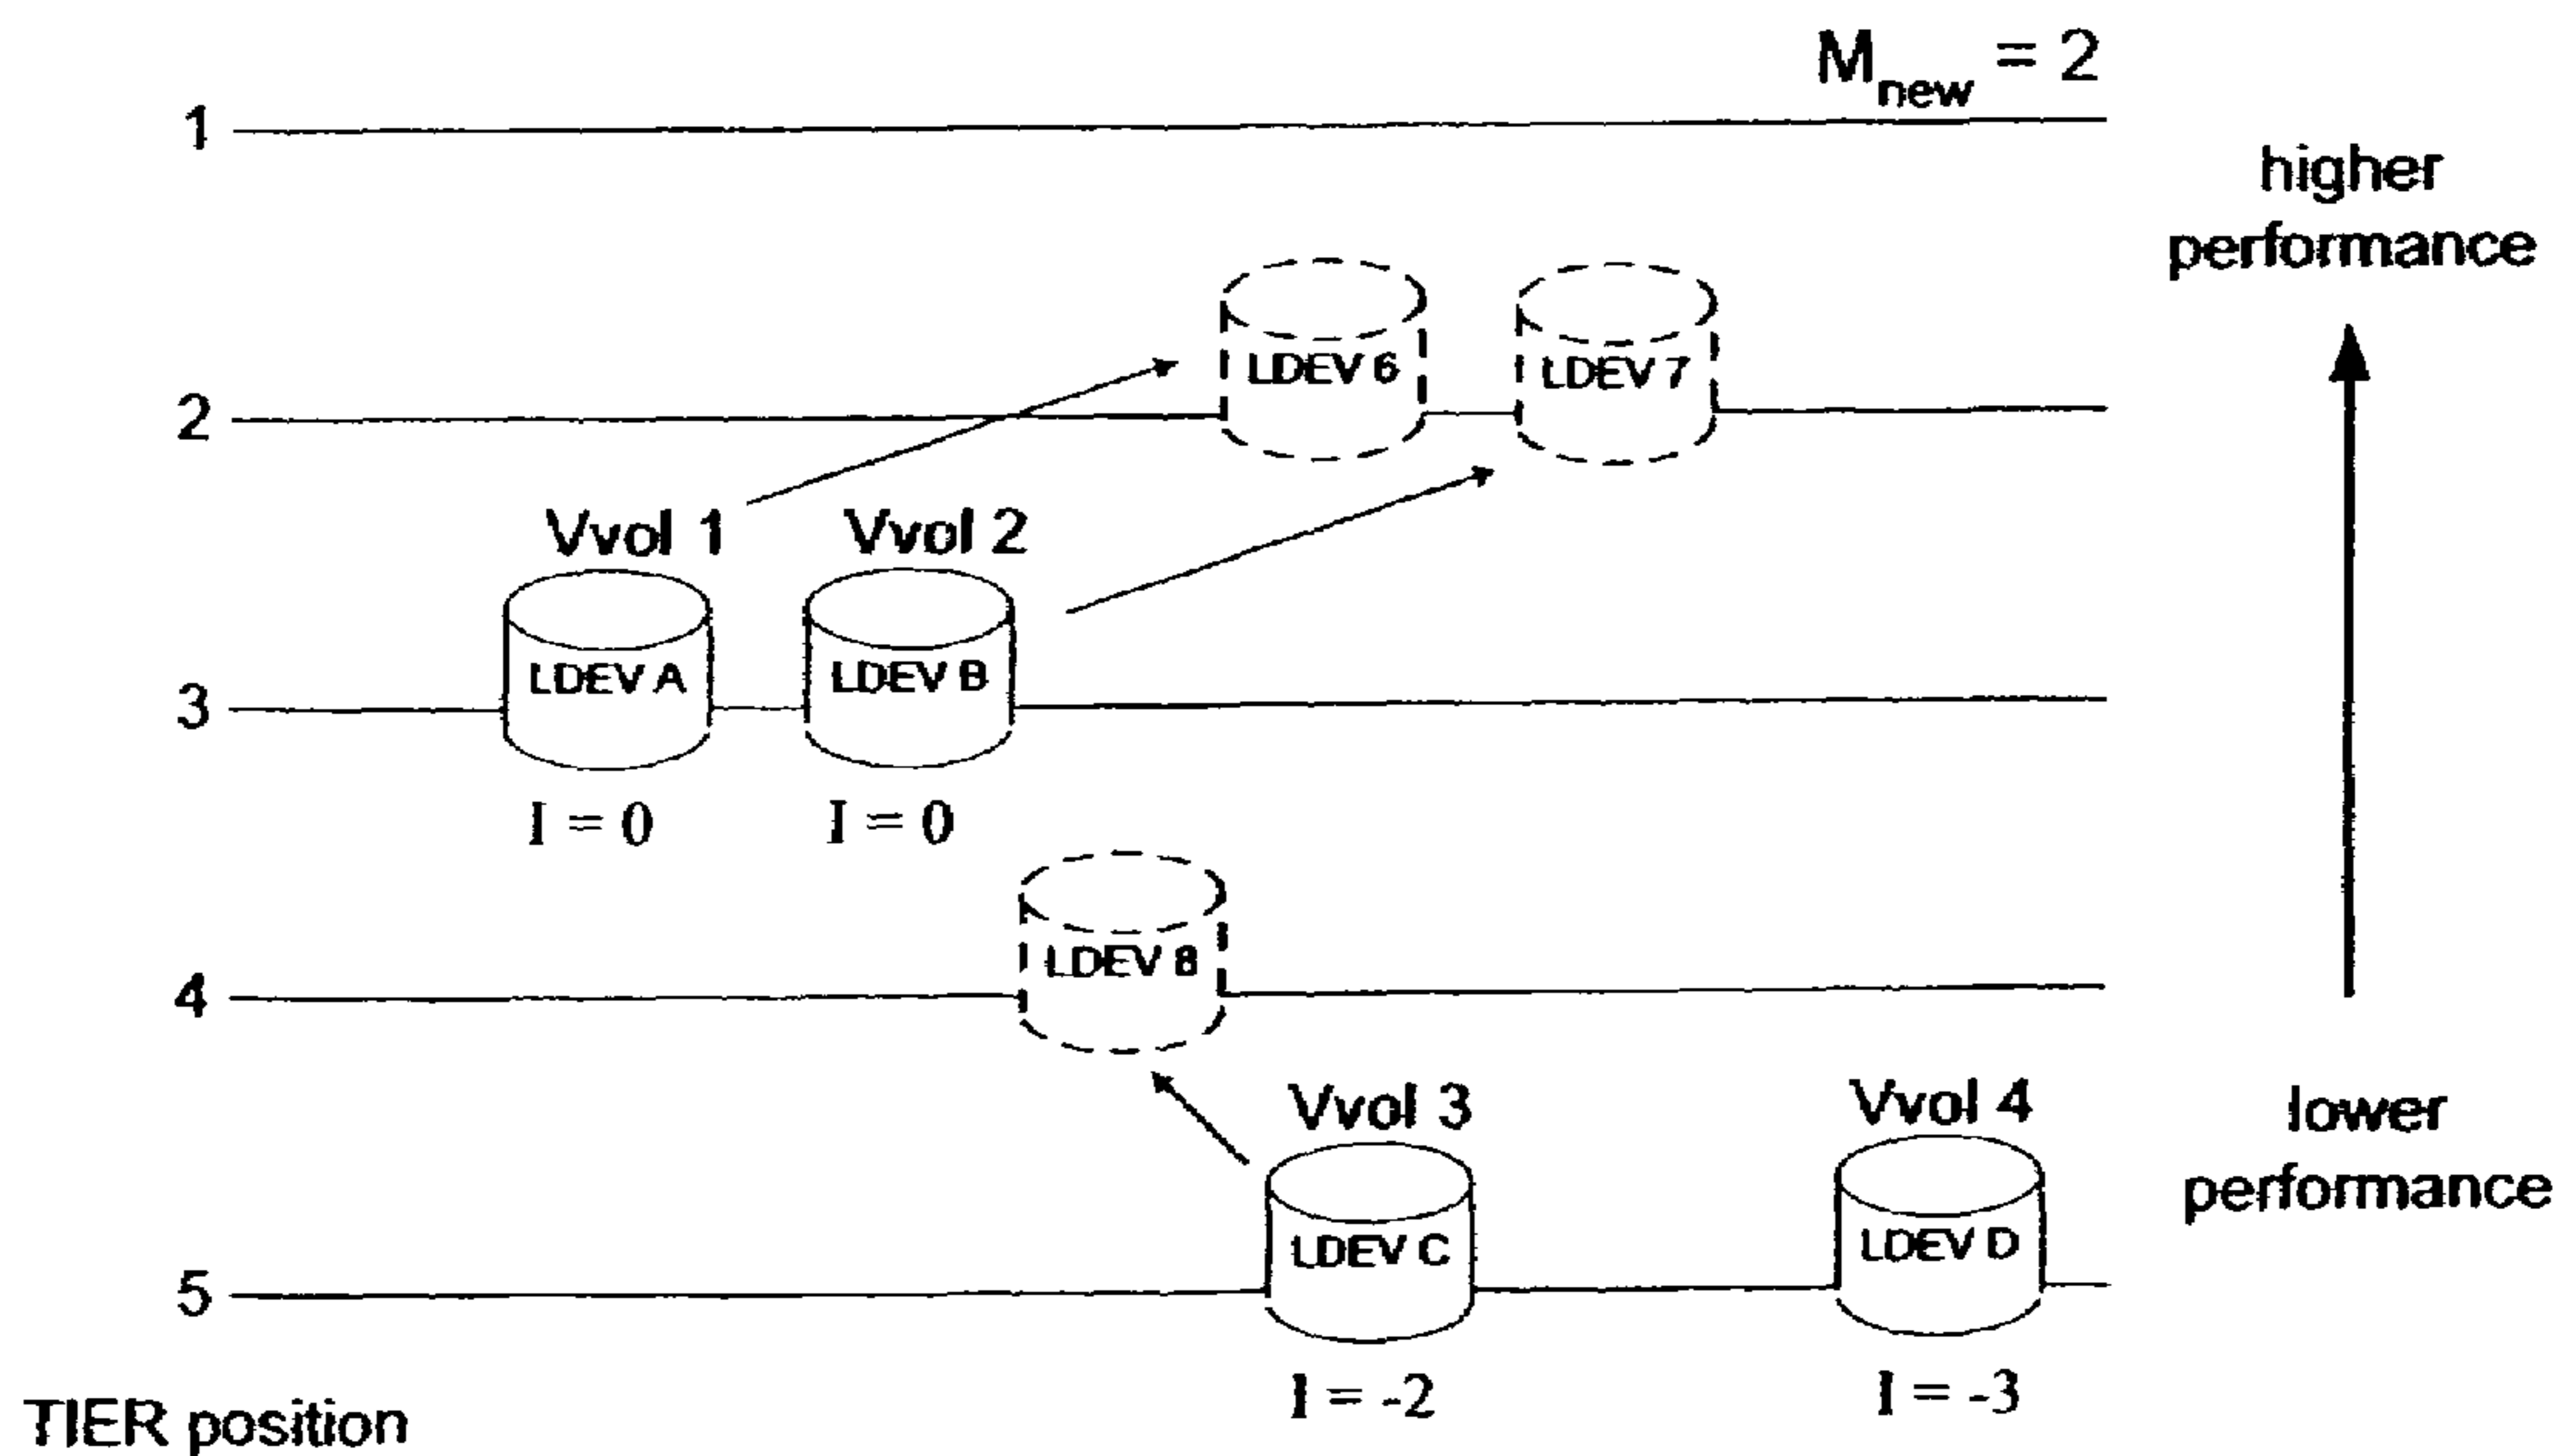 M_new = 2
1
higher
performance
LDEV 6
LDEV 7
2
Vvol 1
Vvol 2
LDEV A
LDEV B
3
I = 0
I = 0
LDEV 8
4
Vvol 3
Vvol 4
lower
performance
LDEV C
LDEV D
5
I = -2
I = -3
TIER position